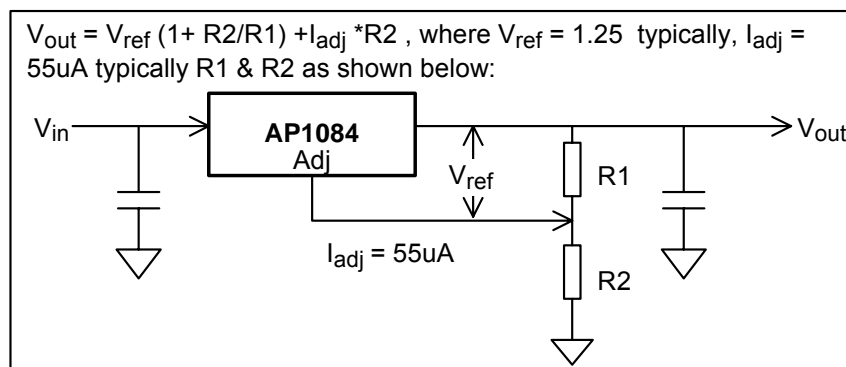 Vout = Vref (1+ R2/R1) +Iadj *R2 , where Vref = 1.25 typically, Iadj =
55uA typically R1 & R2 as shown below:
Vin
AP1084
Adj
Vout
Vref
R1
Iadj = 55uA
R2